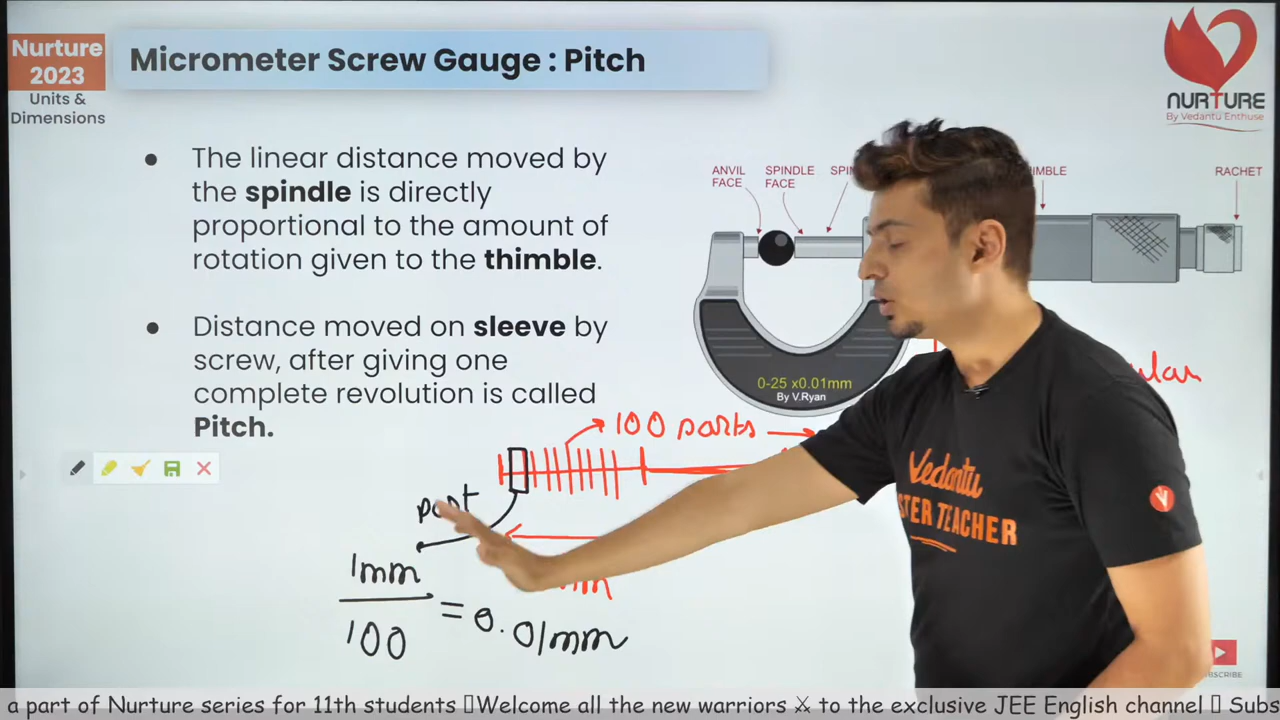 Nurture
2023
Units &
Dimensions
Micrometer Screw Gauge : Pitch
NURTURE
By Vedantu Enthuse
● The linear distance moved by
the spindle is directly
proportional to the amount of
rotation given to the thimble.
● Distance moved on sleeve by
screw, after giving one
complete revolution is called
Pitch.
ANVIL
FACE
SPINDLE
FACE
RACHET
0-25 x0.01mm
By V.Ryan
100 parts
part
1mm
100
= 0.01mm
Vedantu
TEACHER
a part of Nurture series for 11th students Welcome all the new warriors ⚔ to the exclusive JEE English channel Subs